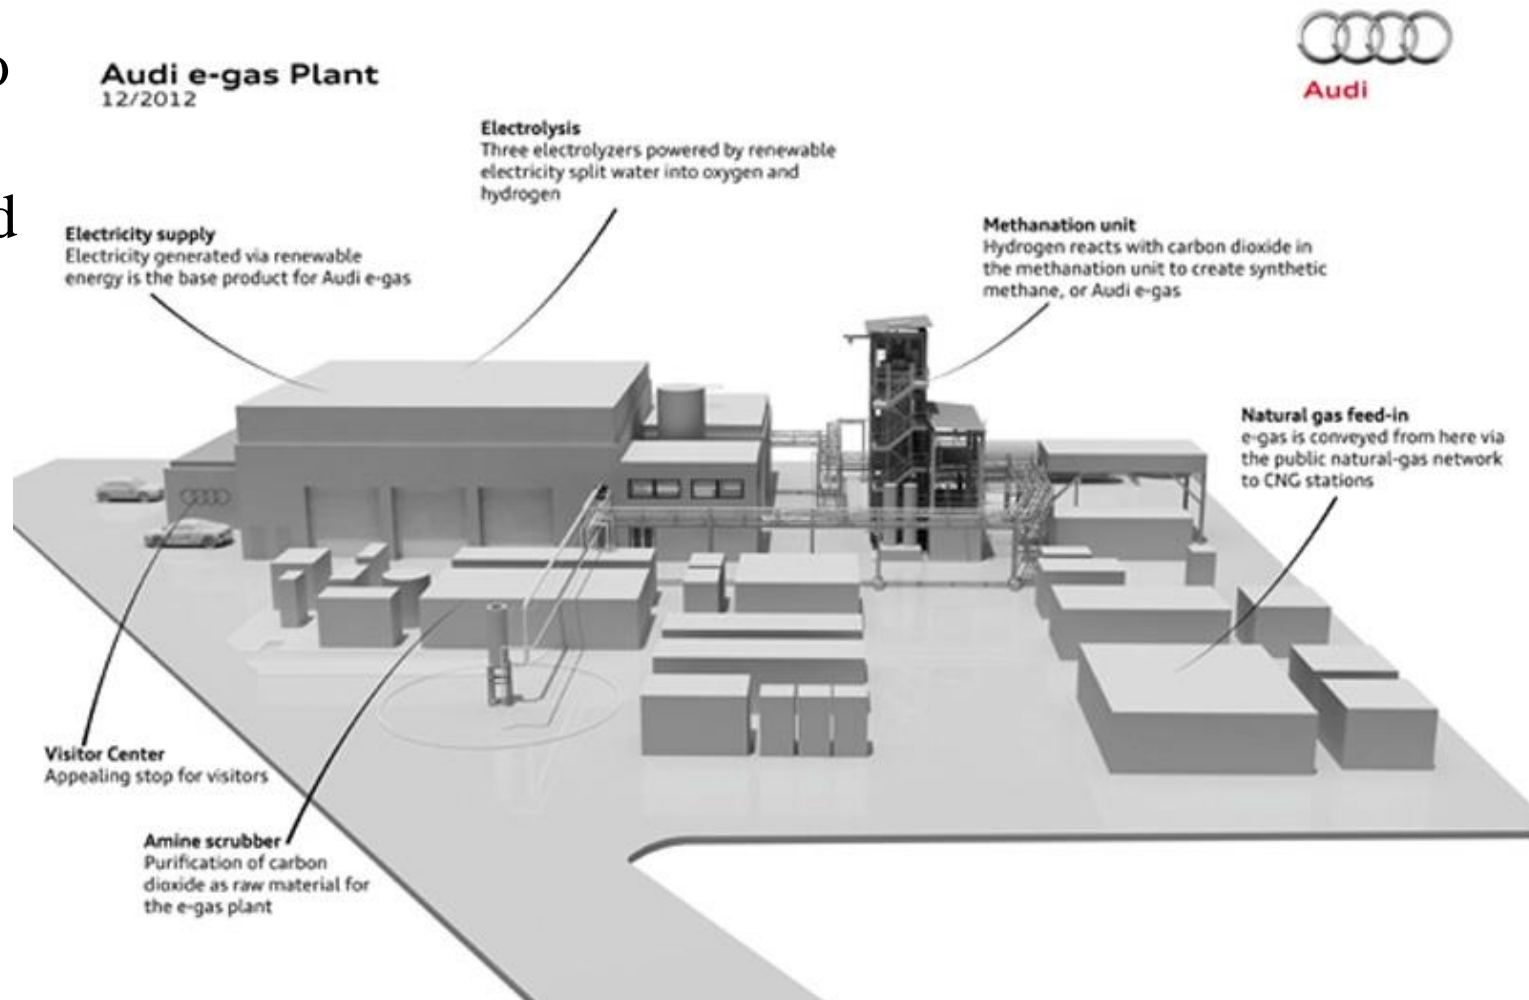 Audi e-gas Plant
12/2012
Audi
Electrolysis
Three electrolyzers powered by renewable
electricity split water into oxygen and
hydrogen
Electricity supply
Electricity generated via renewable
energy is the base product for Audi e-gas
Methanation unit
Hydrogen reacts with carbon dioxide in
the methanation unit to create synthetic
methane, or Audi e-gas
Natural gas feed-in
e-gas is conveyed from here via
the public natural-gas network
to CNG stations
Visitor Center
Appealing stop for visitors
Amine scrubber
Purification of carbon
dioxide as raw material for
the e-gas plant